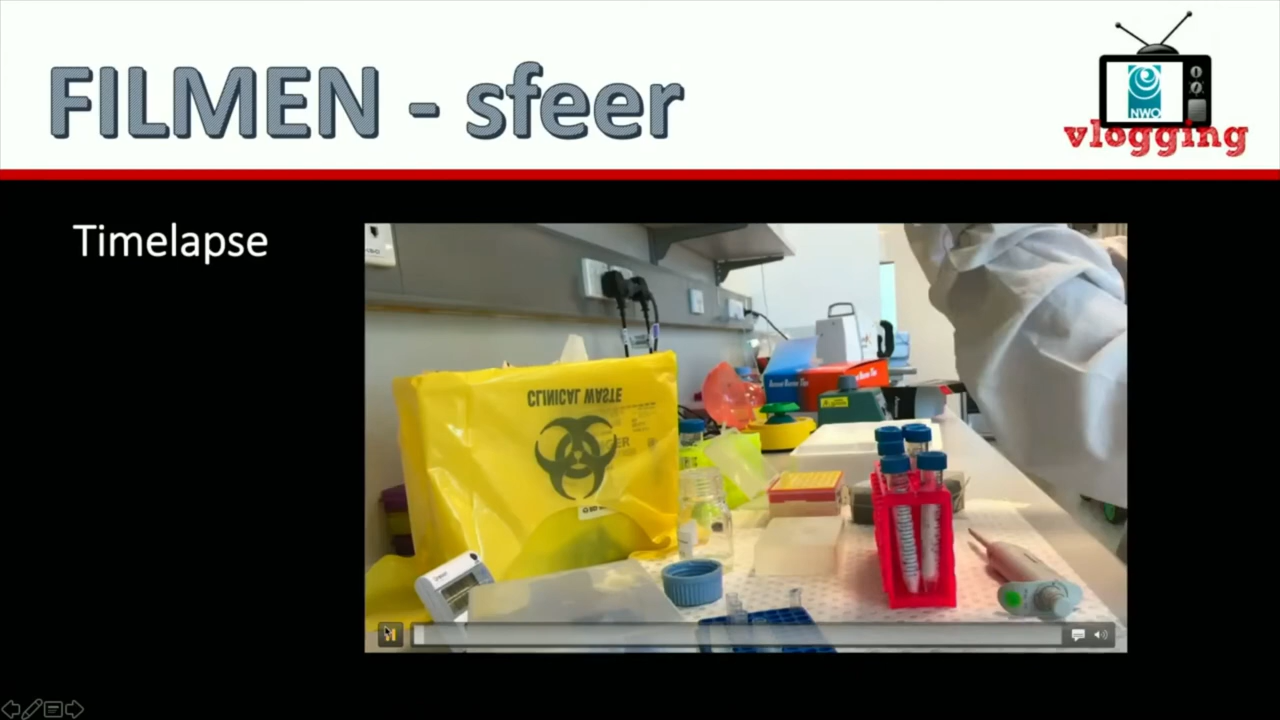 FILMEN - sfeer
NWO
vlogging
Timelapse
CLINICAL WASTE